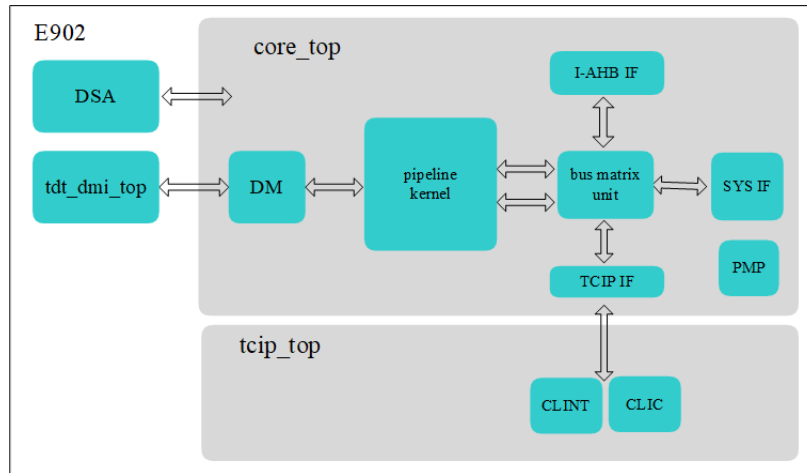 E902
core_top
I-AHB IF
DSA
tdt_dmi_top
DM
pipeline
kernel
bus matrix
unit
SYS IF
PMP
TCIP IF
tcip_top
CLINT
CLIC